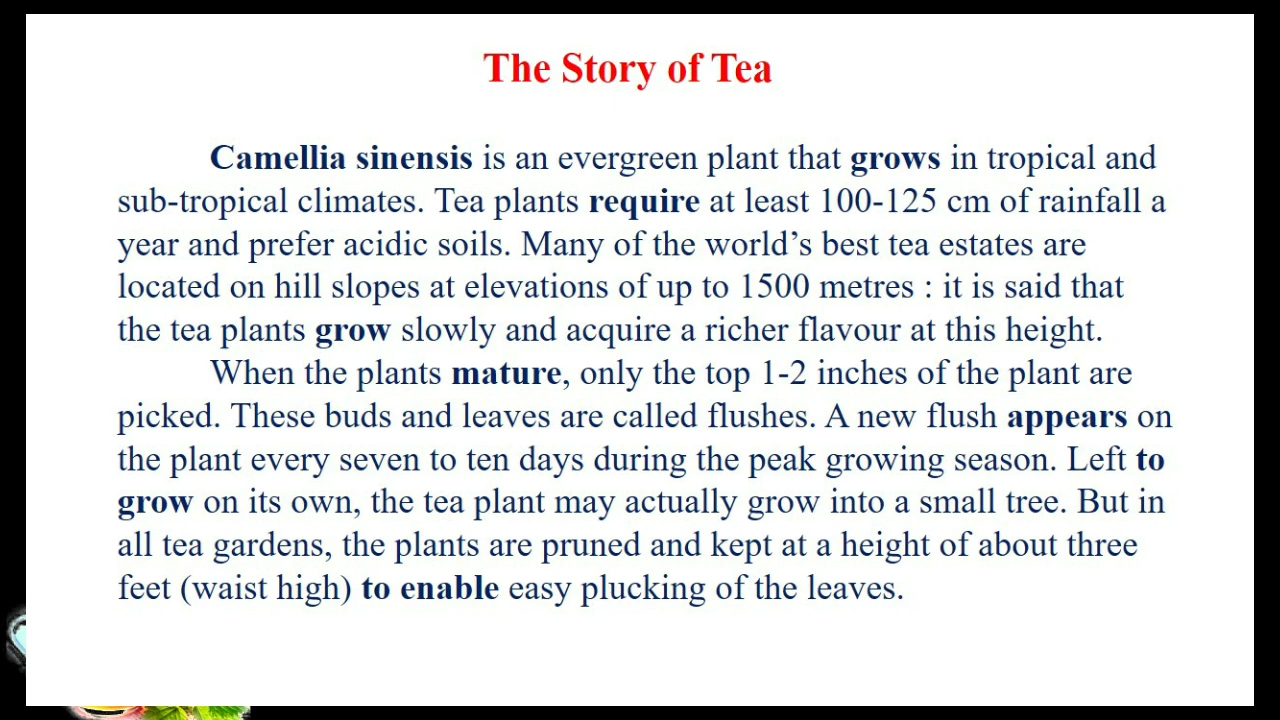 The Story of Tea
Camellia sinensis is an evergreen plant that grows in tropical and
sub-tropical climates. Tea plants require at least 100-125 cm of rainfall a
year and prefer acidic soils. Many of the world’s best tea estates are
located on hill slopes at elevations of up to 1500 metres : it is said that
the tea plants grow slowly and acquire a richer flavour at this height.
When the plants mature, only the top 1-2 inches of the plant are
picked. These buds and leaves are called flushes. A new flush appears on
the plant every seven to ten days during the peak growing season. Left to
grow on its own, the tea plant may actually grow into a small tree. But in
all tea gardens, the plants are pruned and kept at a height of about three
feet (waist high) to enable easy plucking of the leaves.